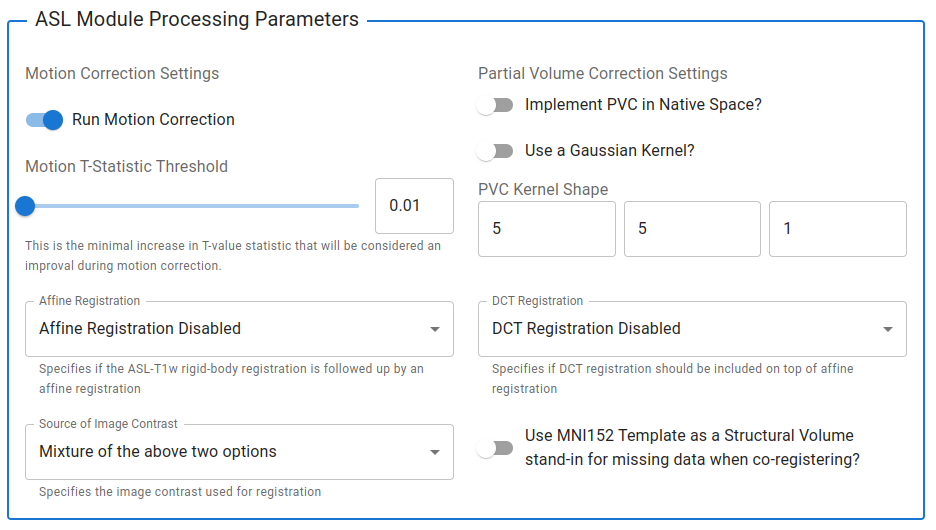 ASL Module Processing Parameters
Motion Correction Settings
Run Motion Correction
Motion T-Statistic Threshold
0.01
This is the minimal increase in T-value statistic that will be considered an
improval during motion correction.
Partial Volume Correction Settings
Implement PVC in Native Space?
Use a Gaussian Kernel?
PVC Kernel Shape
5
5
1
Affine Registration
Affine Registration Disabled
Specifies if the ASL-T1w rigid-body registration is followed up by an
affine registration
DCT Registration
DCT Registration Disabled
Specifies if DCT registration should be included on top of affine
registration
Source of Image Contrast
Mixture of the above two options
Specifies the image contrast used for registration
Use MNI152 Template as a Structural Volume
stand-in for missing data when co-registering?